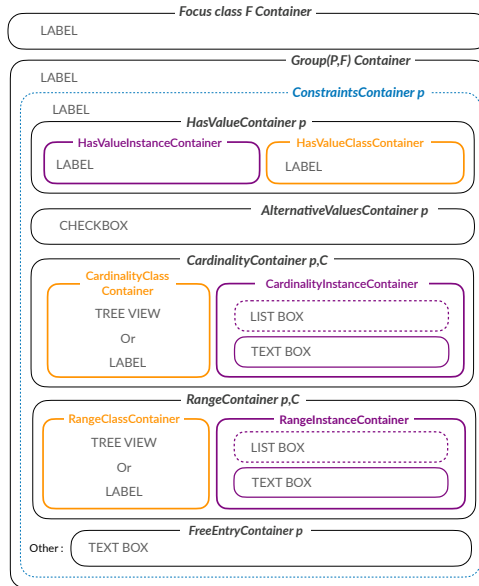 Focus class F Container
LABEL
Group(P,F) Container
LABEL
ConstraintsContainer p
LABEL
HasValueContainer p
HasValueInstanceContainer
LABEL
HasValueClassContainer
LABEL
AlternativeValuesContainer p
CHECKBOX
CardinalityContainer p,C
CardinalityClass
Container
TREE VIEW
Or
LABEL
CardinalityInstanceContainer
LIST BOX
TEXT BOX
RangeContainer p,C
RangeClassContainer
TREE VIEW
Or
LABEL
RangeInstanceContainer
LIST BOX
TEXT BOX
FreeEntryContainer p
Other :
TEXT BOX